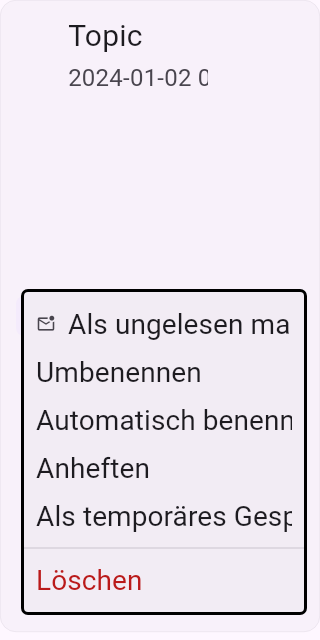 Topic
2024-01-02 0
Als ungelesen ma
Umbenennen
Automatisch benenn
Anheften
Als temporäres Gesp
Löschen